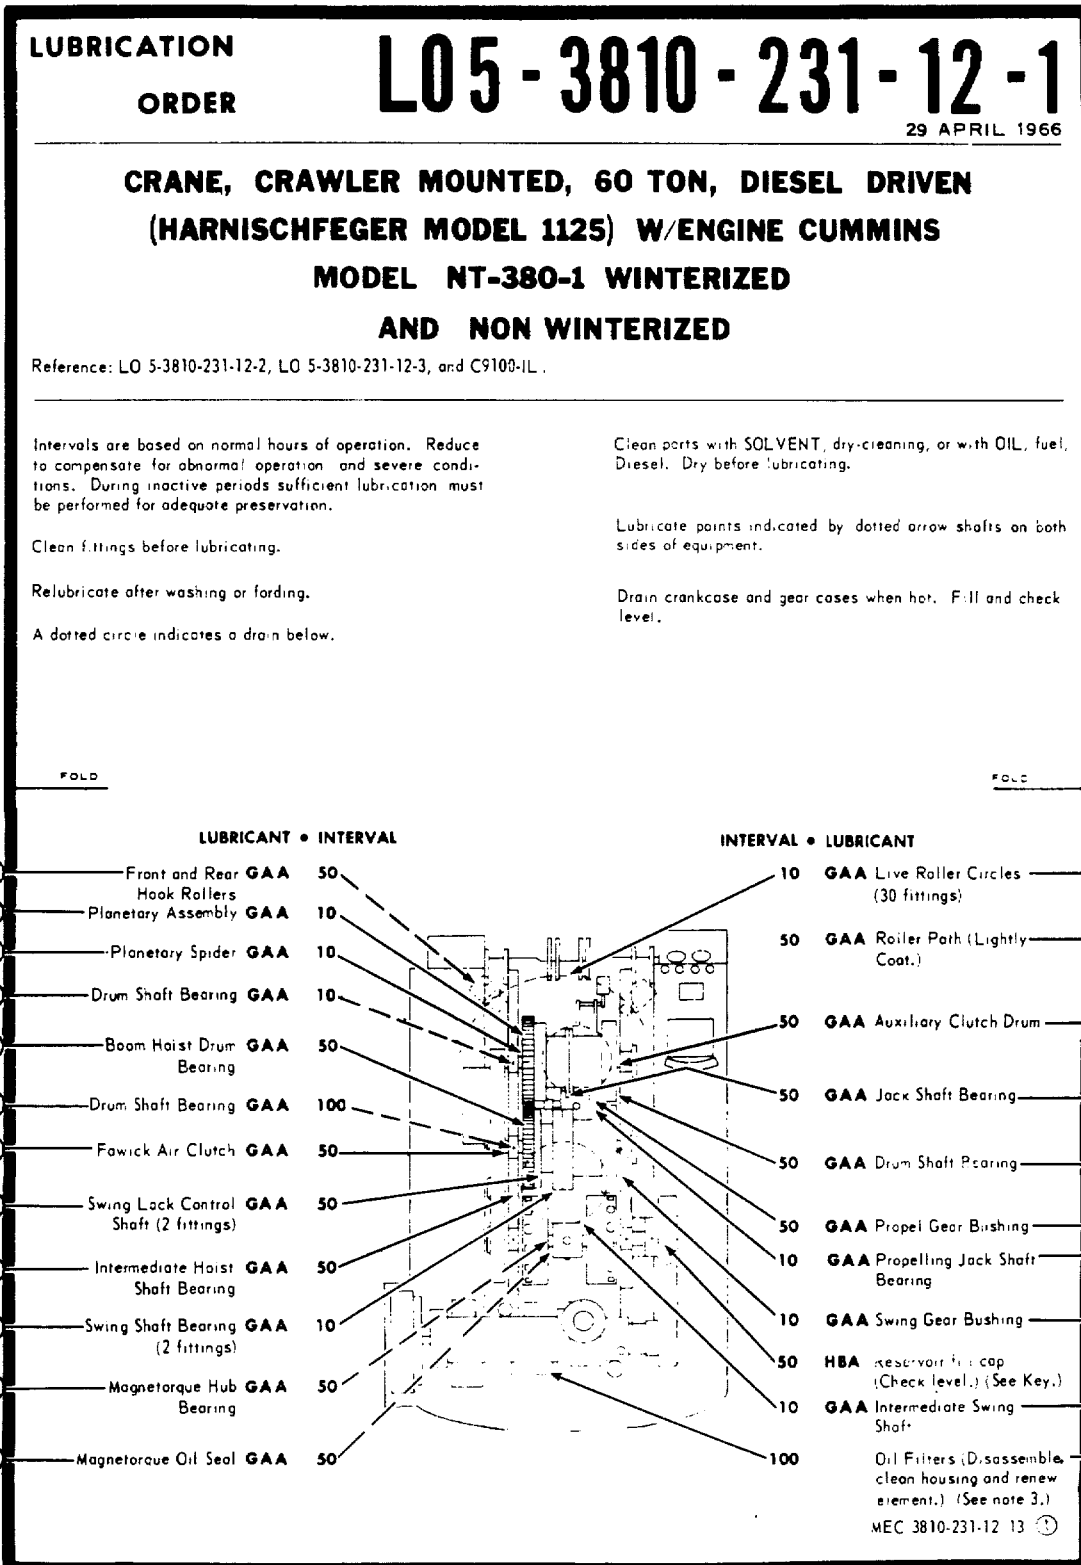 LUBRICATION
ORDER
LO 5 - 3810 - 231 - 12 - 1
29 APRIL 1966
CRANE, CRAWLER MOUNTED, 60 TON, DIESEL DRIVEN
(HARNISCHFEGER MODEL 1125) W/ENGINE CUMMINS
MODEL NT-380-1 WINTERIZED
AND NON WINTERIZED
Reference: LO 5-3810-231-12-2, LO 5-3810-231-12-3, and C9100-IL.
Intervals are based on normal hours of operation. Reduce
to compensate for abnormal operation and severe condi-
tions. During inactive periods sufficient lubrication must
be performed for adequate preservation.
Clean fittings before lubricating.
Relubricate after washing or fording.
A dotted circle indicates a drain below.
Clean parts with SOLVENT, dry-cleaning, or with OIL, fuel,
Diesel. Dry before lubricating.
Lubricate points indicated by dotted arrow shafts on both
sides of equipment.
Drain crankcase and gear cases when hot. Fill and check
level.
FOLD
FOLD
LUBRICANT • INTERVAL
Front and Rear GAA 50
Hook Rollers
Planetary Assembly GAA 10
Planetary Spider GAA 10
Drum Shaft Bearing GAA 10
Boom Hoist Drum GAA 50
Bearing
Drum Shaft Bearing GAA 100
Fawick Air Clutch GAA 50
Swing Lock Control GAA 50
Shaft (2 fittings)
Intermediate Hoist GAA 50
Shaft Bearing
Swing Shaft Bearing GAA 10
(2 fittings)
Magnetorque Hub GAA 50
Bearing
Magnetorque Oil Seal GAA 50
INTERVAL • LUBRICANT
10 GAA Live Roller Circles
(30 fittings)
50 GAA Roller Path (Lightly
Coat.)
50 GAA Auxiliary Clutch Drum
50 GAA Jack Shaft Bearing
50 GAA Drum Shaft Bearing
50 GAA Propel Gear Bushing
10 GAA Propelling Jack Shaft
Bearing
10 GAA Swing Gear Bushing
50 HBA Reservoir fill cap
(Check level.) (See Key.)
10 GAA Intermediate Swing
Shaft
100 Oil Filters (Disassemble,
clean housing and renew
element.) (See note 3.)
MEC 3810-231-12 13 1